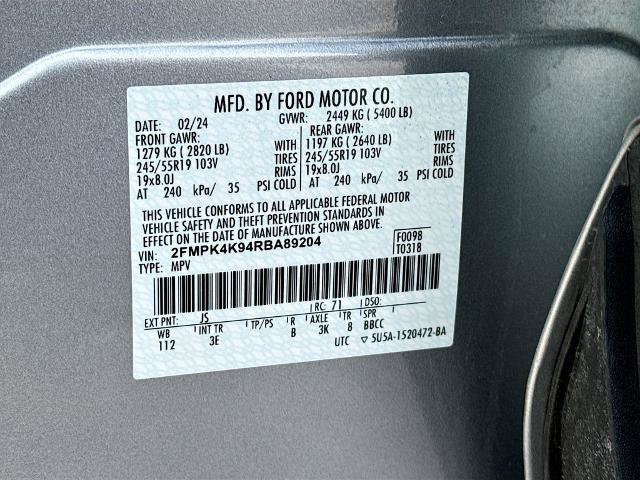 MFD. BY FORD MOTOR CO.
DATE: 02/24 GVWR: 2449 KG ( 5400 LB)
FRONT GAWR: REAR GAWR:
1279 KG ( 2820 LB) WITH 1197 KG ( 2640 LB) WITH
245/55R19 103V TIRES 245/55R19 103V TIRES
19x8.0J RIMS 19x8.0J RIMS
AT 240 kPa/ 35 PSI COLD AT 240 kPa/ 35 PSI COLD
THIS VEHICLE CONFORMS TO ALL APPLICABLE FEDERAL MOTOR
VEHICLE SAFETY AND THEFT PREVENTION STANDARDS IN
EFFECT ON THE DATE OF MANUFACTURE SHOWN ABOVE.
VIN: 2FMPK4K94RBA89204 F0098
TYPE: MPV T0318
EXT PNT: JS RC: 71 DSO:
WB INT TR TP/PS R AXLE TR SPR
112 3E B 3K 8 BBCC
UTC ▽ 5U5A-1520472-BA